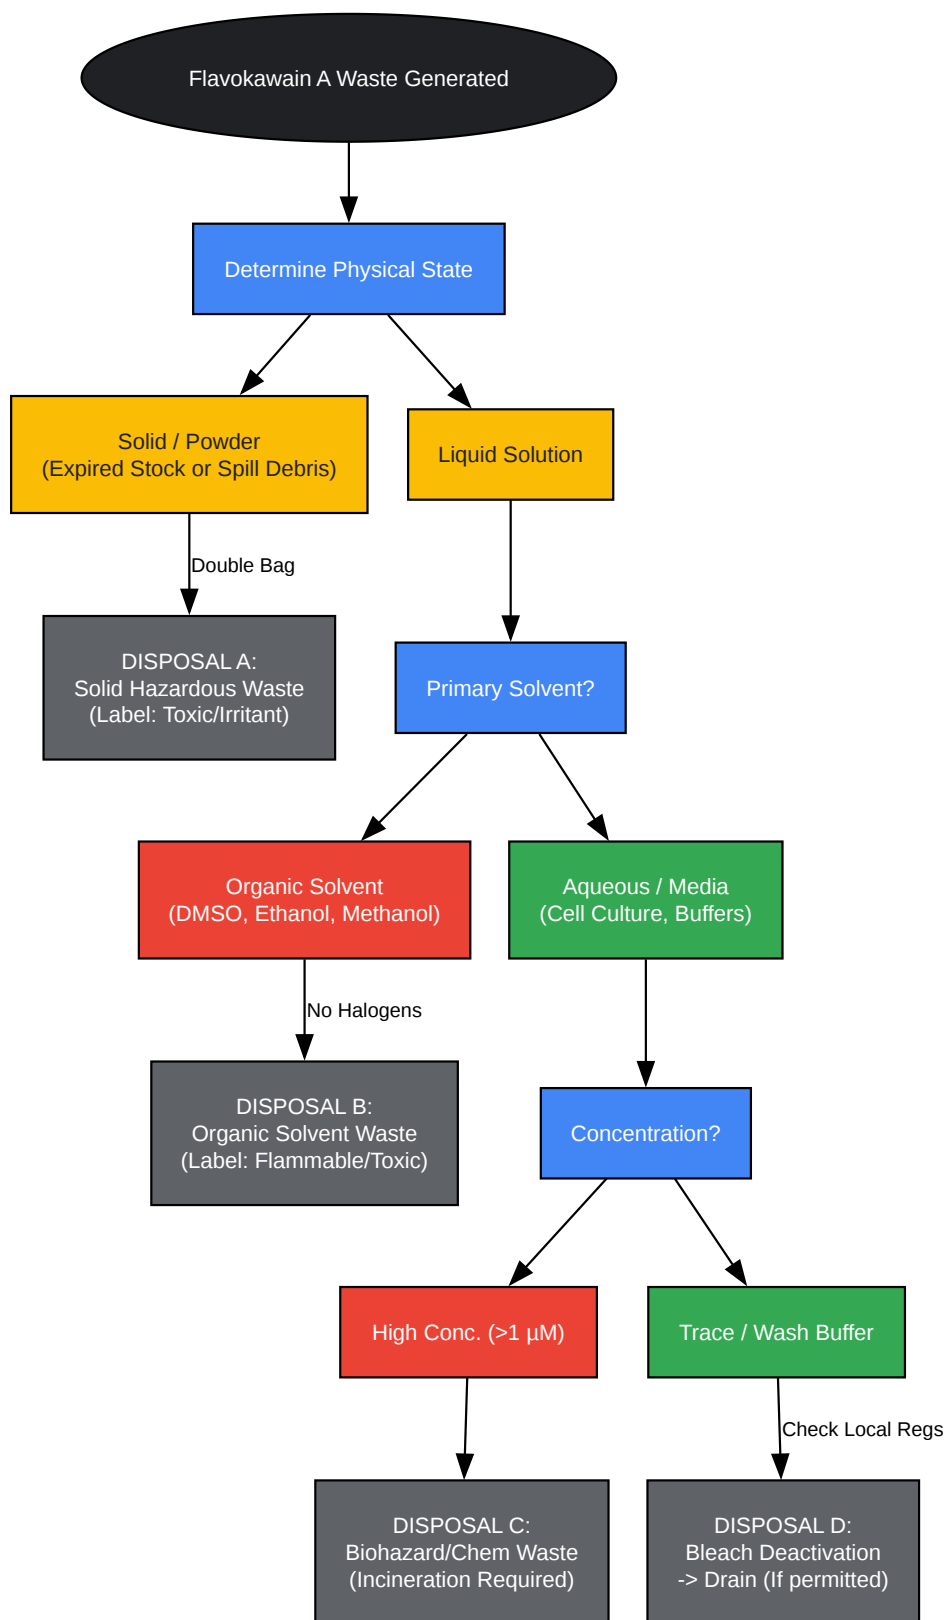 Flavokawain A Waste Generated
Determine Physical State
Solid / Powder
(Expired Stock or Spill Debris)
Liquid Solution
Double Bag
DISPOSAL A:
Solid Hazardous Waste
(Label: Toxic/Irritant)
Primary Solvent?
Organic Solvent
(DMSO, Ethanol, Methanol)
Aqueous / Media
(Cell Culture, Buffers)
No Halogens
DISPOSAL B:
Organic Solvent Waste
(Label: Flammable/Toxic)
Concentration?
High Conc. (>1 µM)
Trace / Wash Buffer
Check Local Regs
DISPOSAL C:
Biohazard/Chem Waste
(Incineration Required)
DISPOSAL D:
Bleach Deactivation
-> Drain (If permitted)